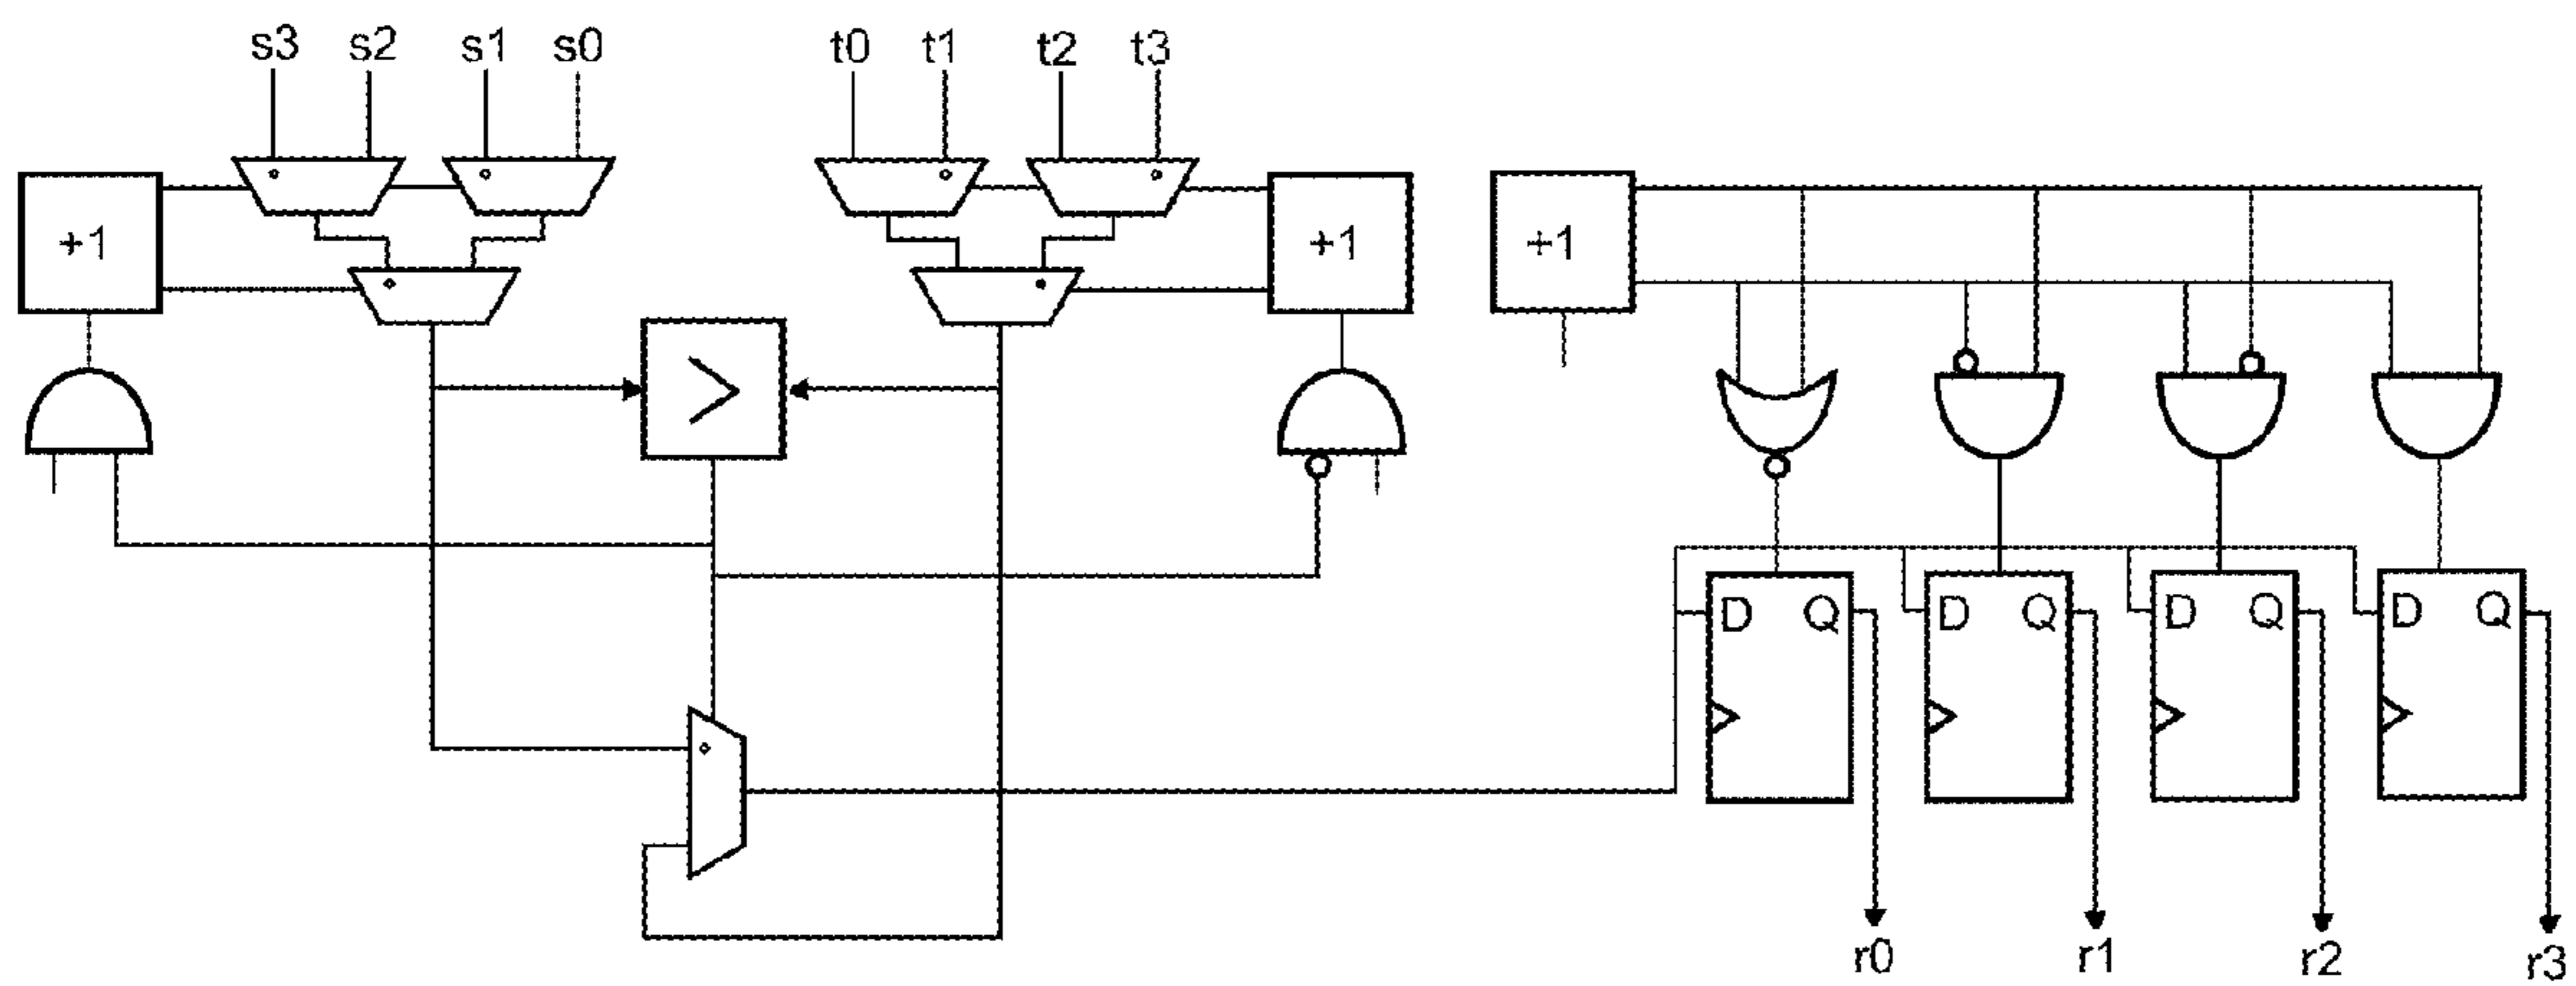 s3 s2 s1 s0 t0 t1 t2 t3
+1 +1 +1
>
D Q D Q D Q D Q
r0 r1 r2 r3